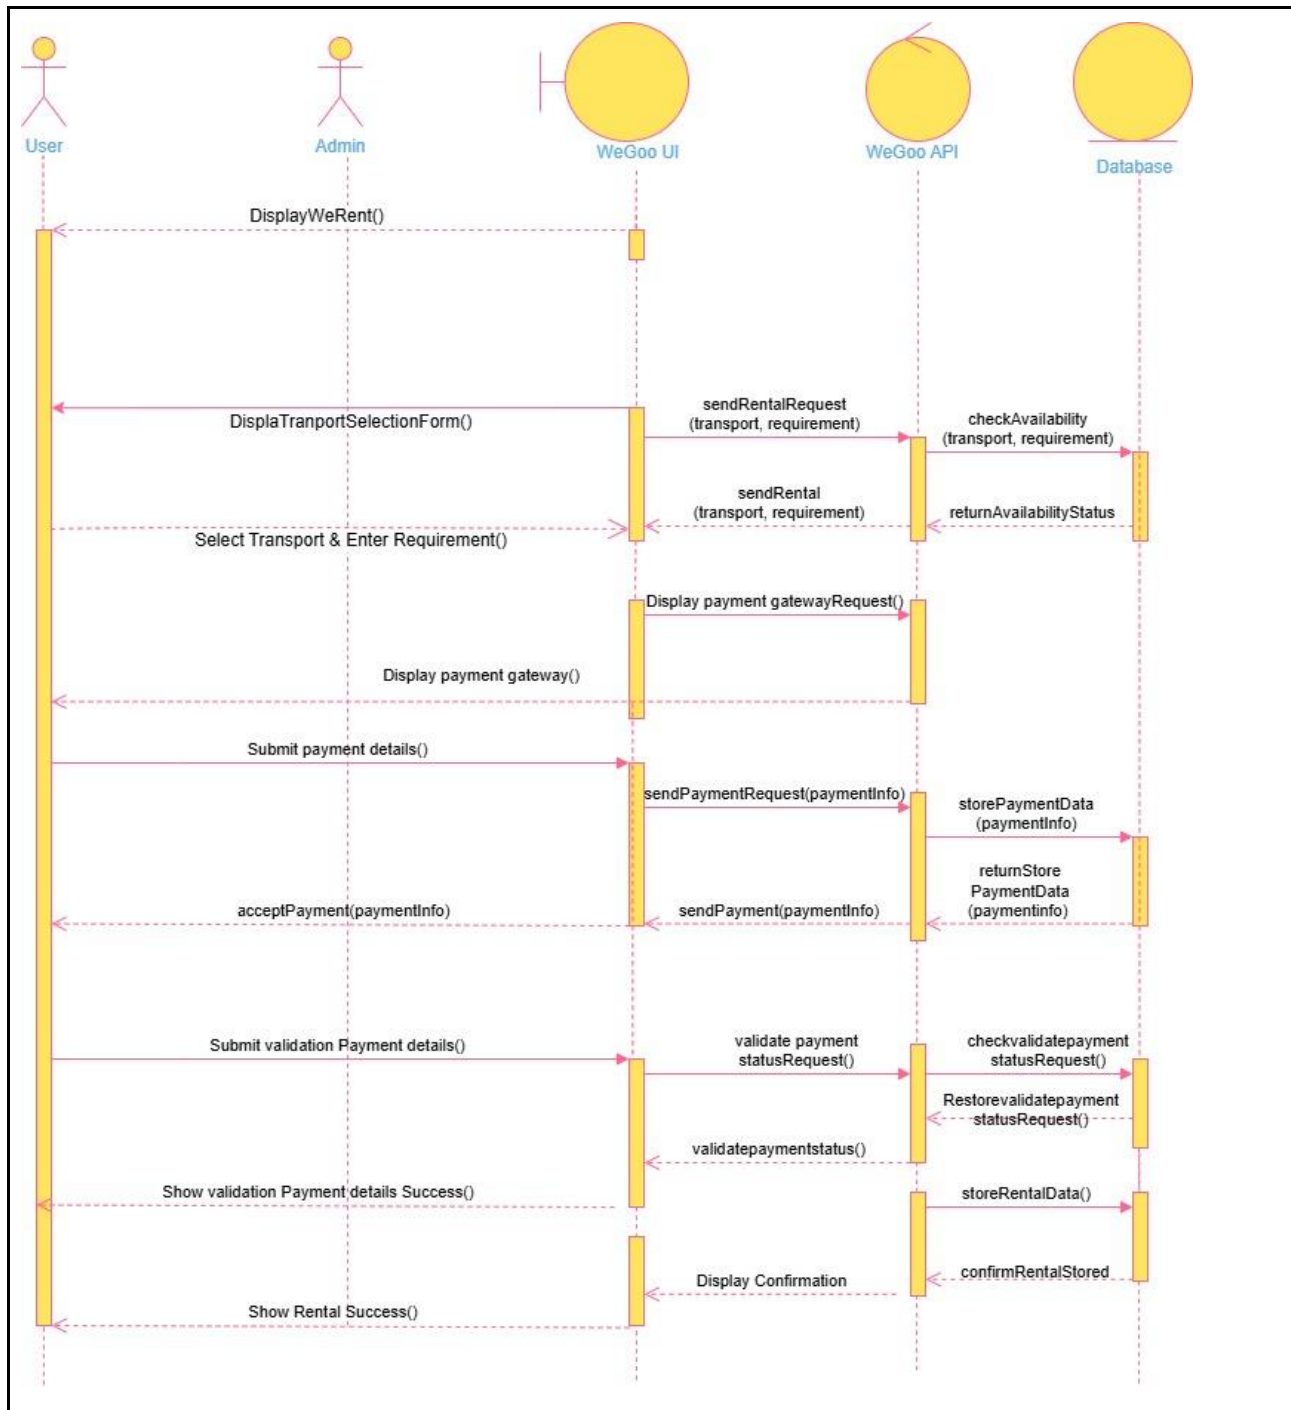 User
Admin
WeGoo UI
WeGoo API
Database
DisplayWeRent()
DisplaTranportSelectionForm()
sendRentalRequest
(transport, requirement)
checkAvailability
(transport, requirement)
sendRental
(transport, requirement)
returnAvailabilityStatus
Select Transport & Enter Requirement()
Display payment gatewayRequest()
Display payment gateway()
Submit payment details()
sendPaymentRequest(paymentInfo)
storePaymentData
(paymentInfo)
returnStore
PaymentData
(paymentinfo)
acceptPayment(paymentInfo)
sendPayment(paymentInfo)
Submit validation Payment details()
validate payment
statusRequest()
checkvalidatepayment
statusRequest()
Restorevalidatepayment
statusRequest()
validatepaymentstatus()
Show validation Payment details Success()
storeRentalData()
confirmRentalStored
Display Confirmation
Show Rental Success()